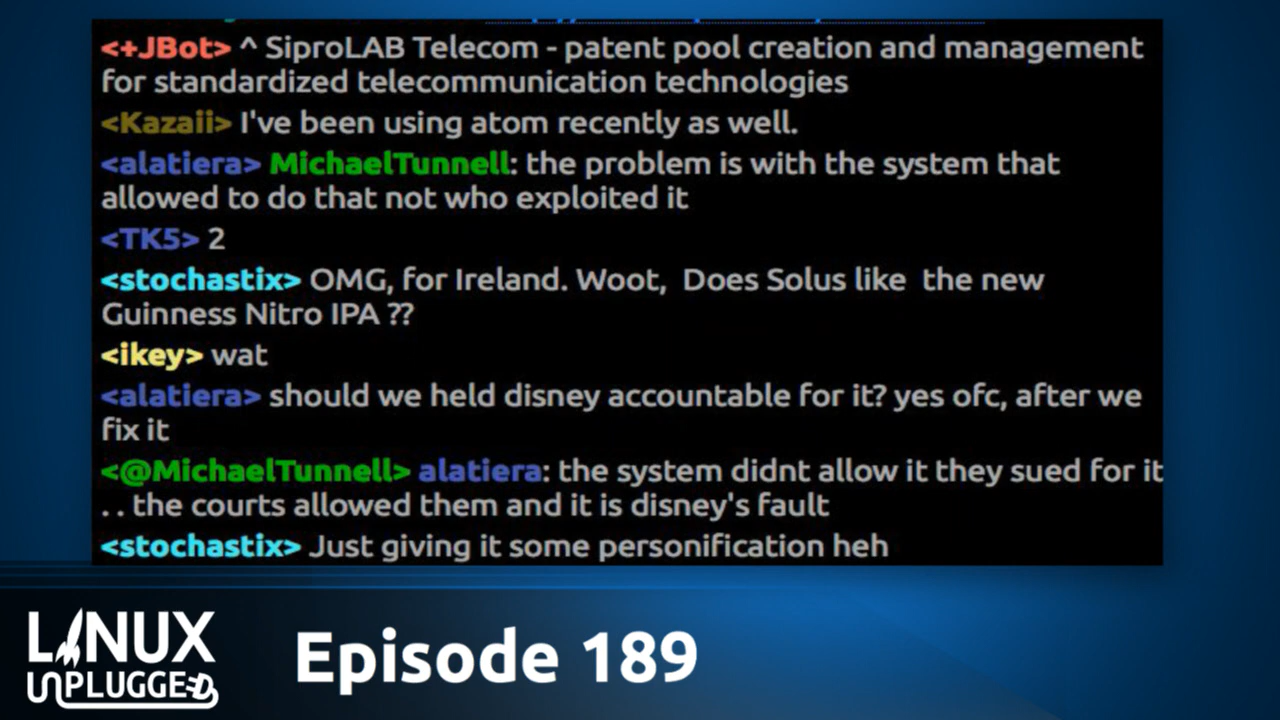 <+JBot> ^ SiproLAB Telecom - patent pool creation and management
for standardized telecommunication technologies
<Kazaii> I've been using atom recently as well.
<alatiera> MichaelTunnell: the problem is with the system that
allowed to do that not who exploited it
<TK5> 2
<stochastix> OMG, for Ireland. Woot,  Does Solus like  the new
Guinness Nitro IPA ??
<ikey> wat
<alatiera> should we held disney accountable for it? yes ofc, after we
fix it
<@MichaelTunnell> alatiera: the system didnt allow it they sued for it
. . the courts allowed them and it is disney's fault
<stochastix> Just giving it some personification heh
LINUX
UNPLUGGED
Episode 189